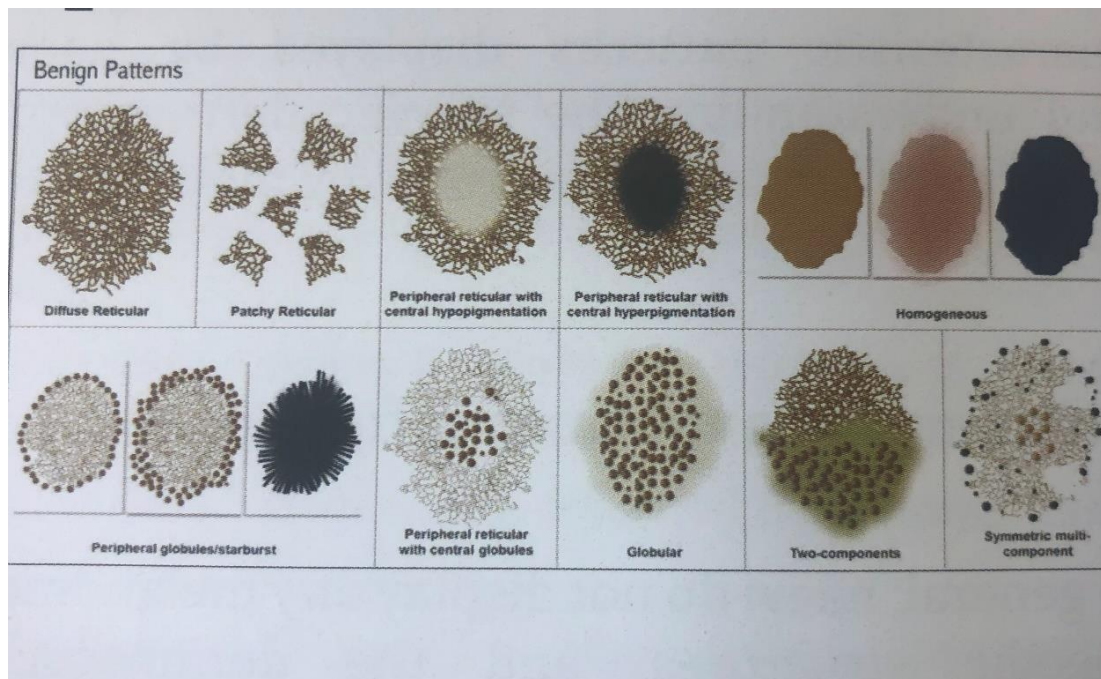 Benign Patterns
Diffuse Reticular
Patchy Reticular
Peripheral reticular with
central hypopigmentation
Peripheral reticular with
central hyperpigmentation
Homogeneous
Peripheral globules/starburst
Peripheral reticular
with central globules
Globular
Two-components
Symmetric multi-
component